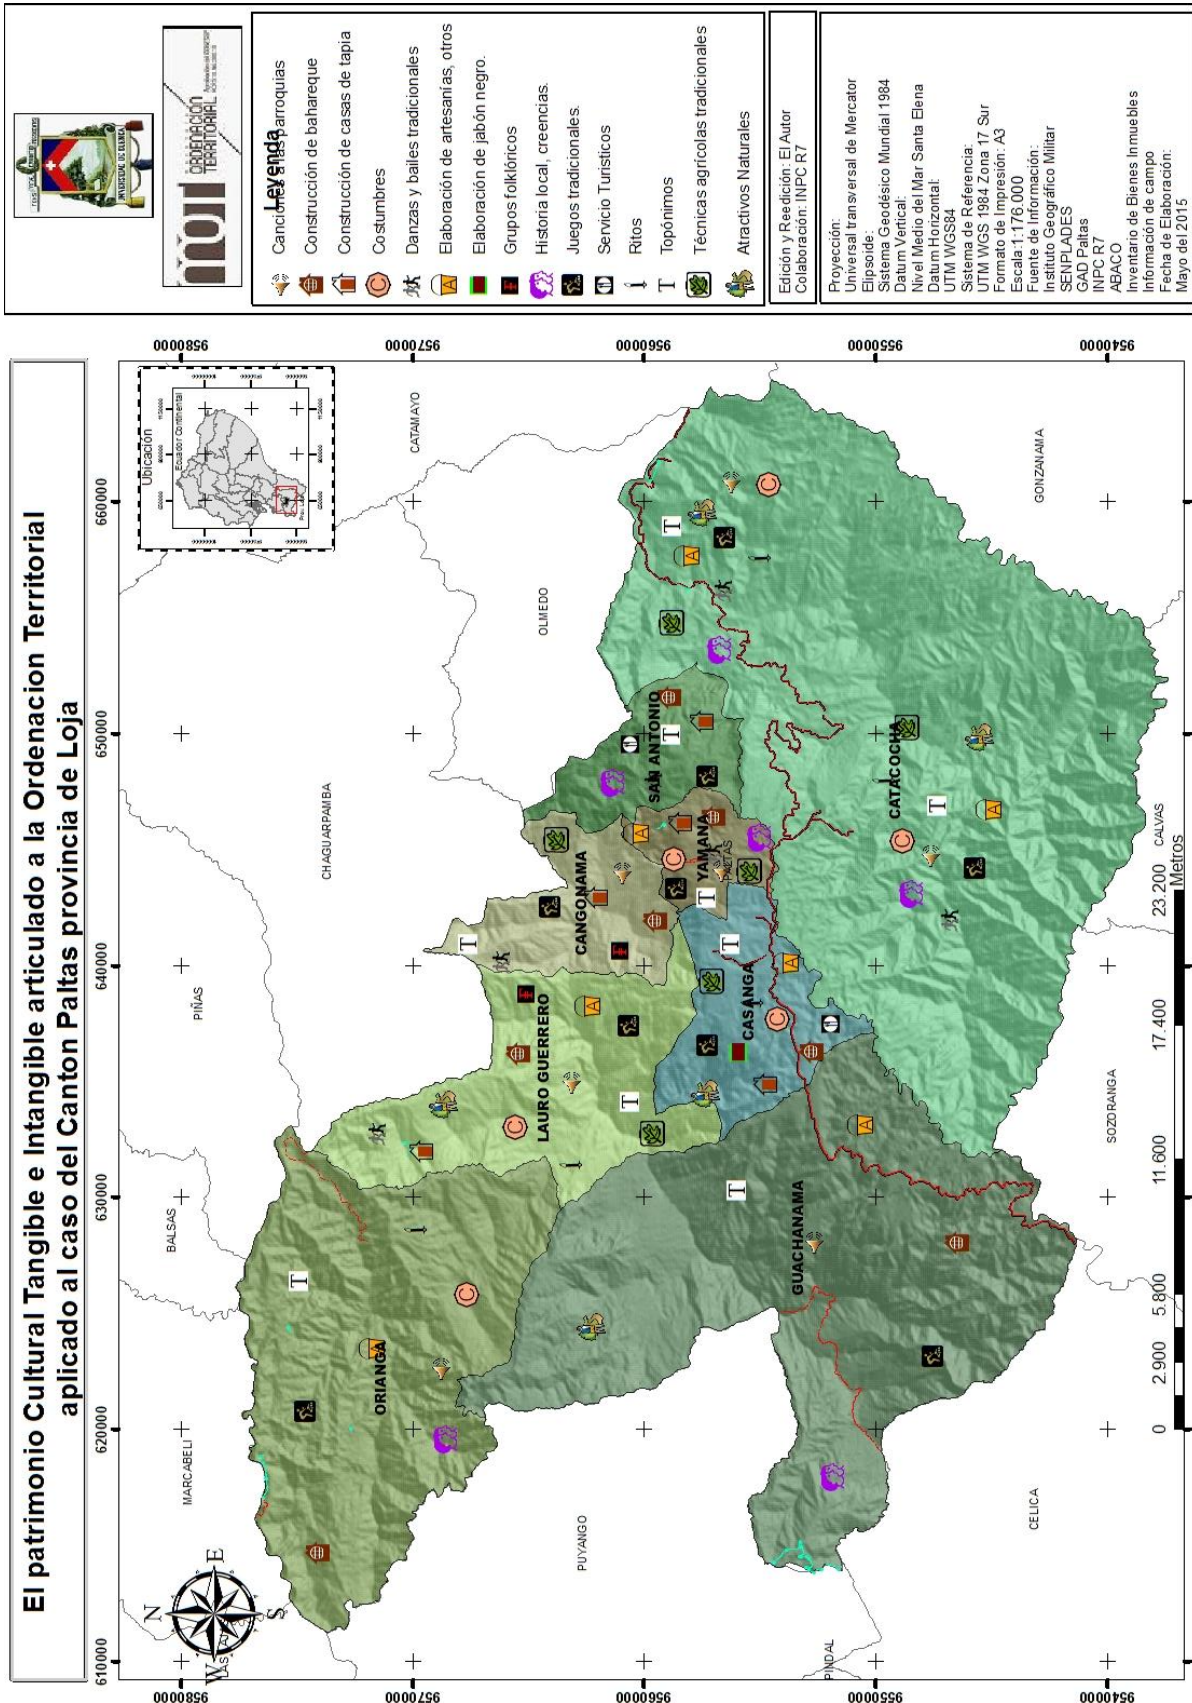 El patrimonio Cultural Tangible e Intangible articulado a la Ordenacion Territorial
aplicado al caso del Canton Paltas provincia de Loja
610000
620000
630000
640000
650000
660000
9580000
9570000
9560000
9550000
9540000
9580000
9570000
9560000
9550000
9540000
N
E
S
W
Ubicación
Ecuador Continental
MARCABELI
BALSAS
PIÑAS
CHAGUARPAMBA
OLMEDO
CATAMAYO
GONZANAMA
CALVAS
SOZORANGA
CELICA
PINDAL
PUYANGO
PALTAS
ORIANGA
LAURO GUERRERO
CANGONAMA
SAN ANTONIO
YAMANA
CASANGA
GUACHANAMA
CATACOCHA
0
2.900
5.800
11.600
17.400
23.200
Metros
ORDENACION
TERRITORIAL
Leyenda
Canciones a las parroquias
Construcción de bahareque
Construcción de casas de tapia
Costumbres
Danzas y bailes tradicionales
Elaboración de artesanías, otros
Elaboración de jabón negro.
Grupos folklóricos
Historia local, creencias.
Juegos tradicionales.
Servicio Turisticos
Ritos
Topónimos
Técnicas agrícolas tradicionales
Atractivos Naturales
Edición y Reedición: El Autor
Colaboración: INPC R7
Proyección:
Universal transversal de Mercator
Elipsoide:
Sistema Geodésico Mundial 1984
Datum Vertical:
Nivel Medio del Mar Santa Elena
Datum Horizontal:
UTM WGS84
Sistema de Referencia:
UTM WGS 1984 Zona 17 Sur
Formato de Impresión: A3
Escala:1:176.000
Fuente de Información:
Instituto Geográfico Militar
SENPLADES
GAD Paltas
INPC R7
ABACO
Inventario de Bienes Inmuebles
Información de campo
Fecha de Elaboración:
Mayo del 2015